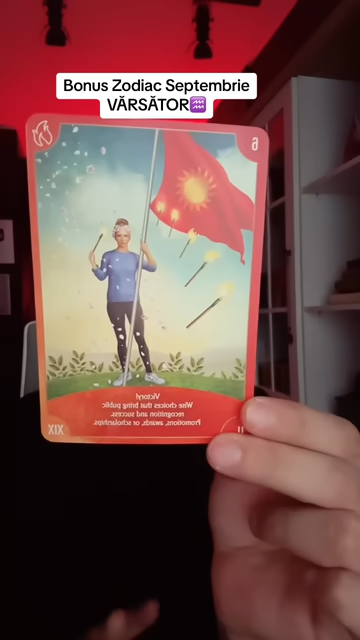 Bonus Zodiac Septembrie
VĂRSĂTOR♒
6
Victory!
Wise choices that bring public
recognition and success.
Promotions, awards, or scholarships.
XIX